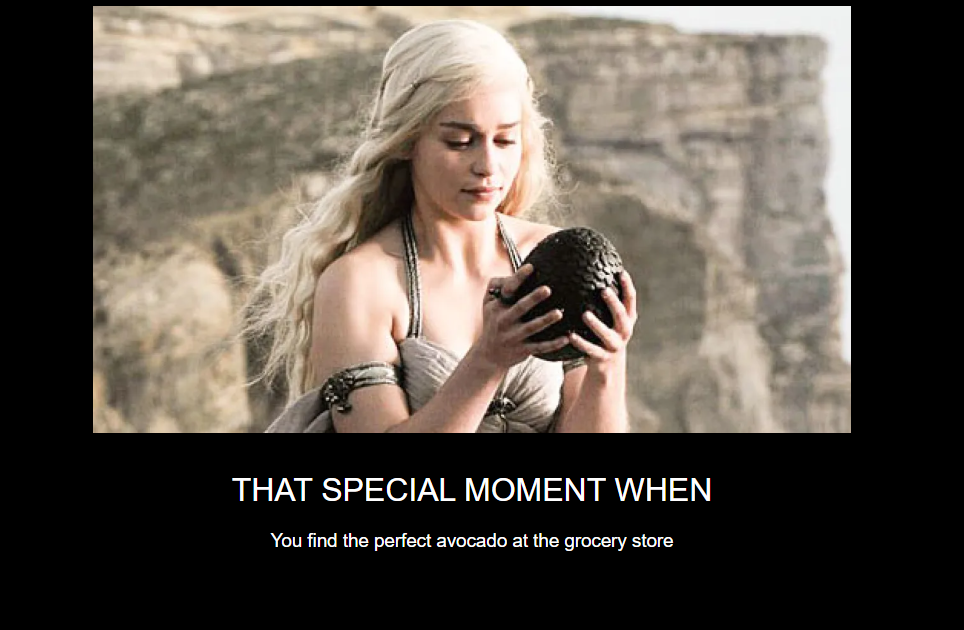 THAT SPECIAL MOMENT WHEN
You find the perfect avocado at the grocery store